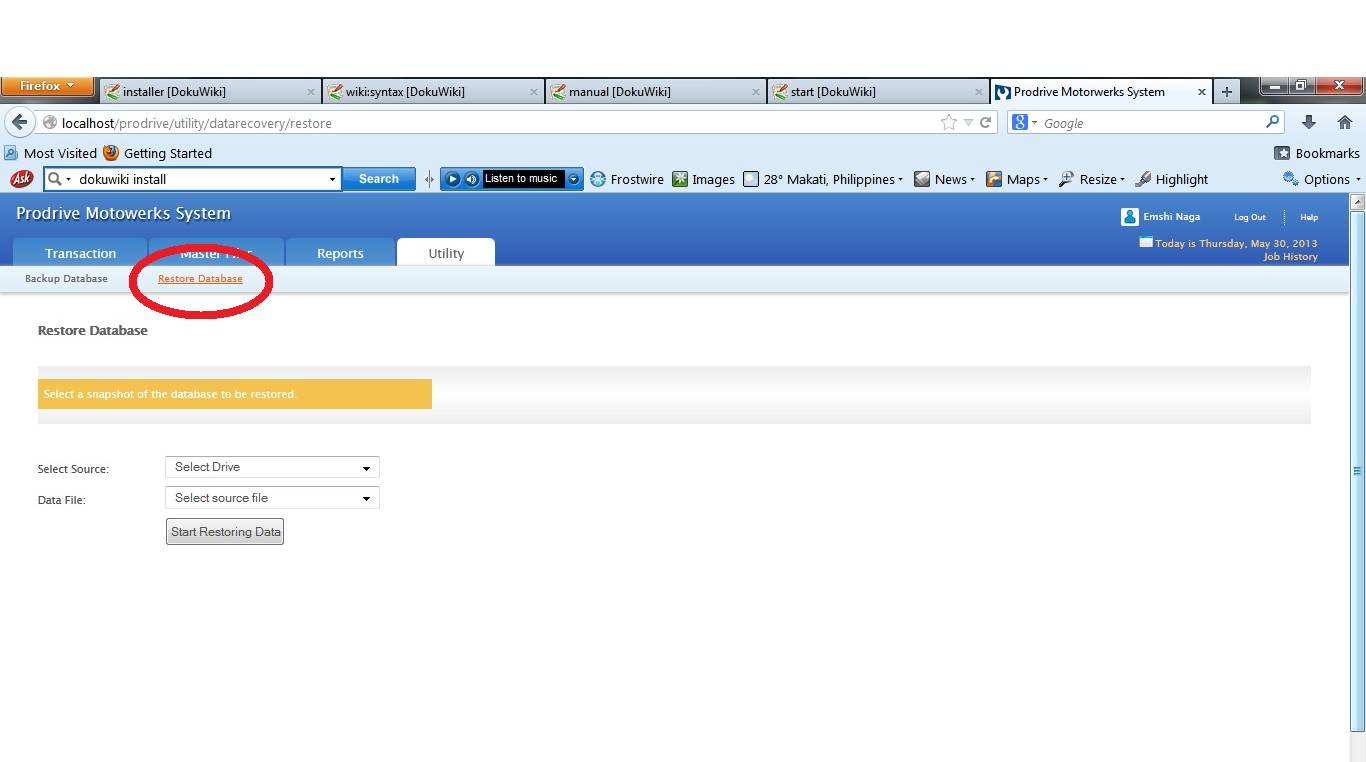 Firefox
installer [DokuWiki]
wiki:syntax [DokuWiki]
manual [DokuWiki]
start [DokuWiki]
Prodrive Motorwerks System
localhost/prodrive/utility/datarecovery/restore
Google
Most Visited
Getting Started
Bookmarks
Ask
dokuwiki install
Search
Listen to music
Frostwire
Images
28° Makati, Philippines
News
Maps
Resize
Highlight
Options
Prodrive Motowerks System
Emshi Naga
Log Out
Help
Today is Thursday, May 30, 2013
Job History
Transaction
Master
Reports
Utility
Backup Database
Restore Database
Restore Database
Select a snapshot of the database to be restored.
Select Source:
Select Drive
Data File:
Select source file
Start Restoring Data